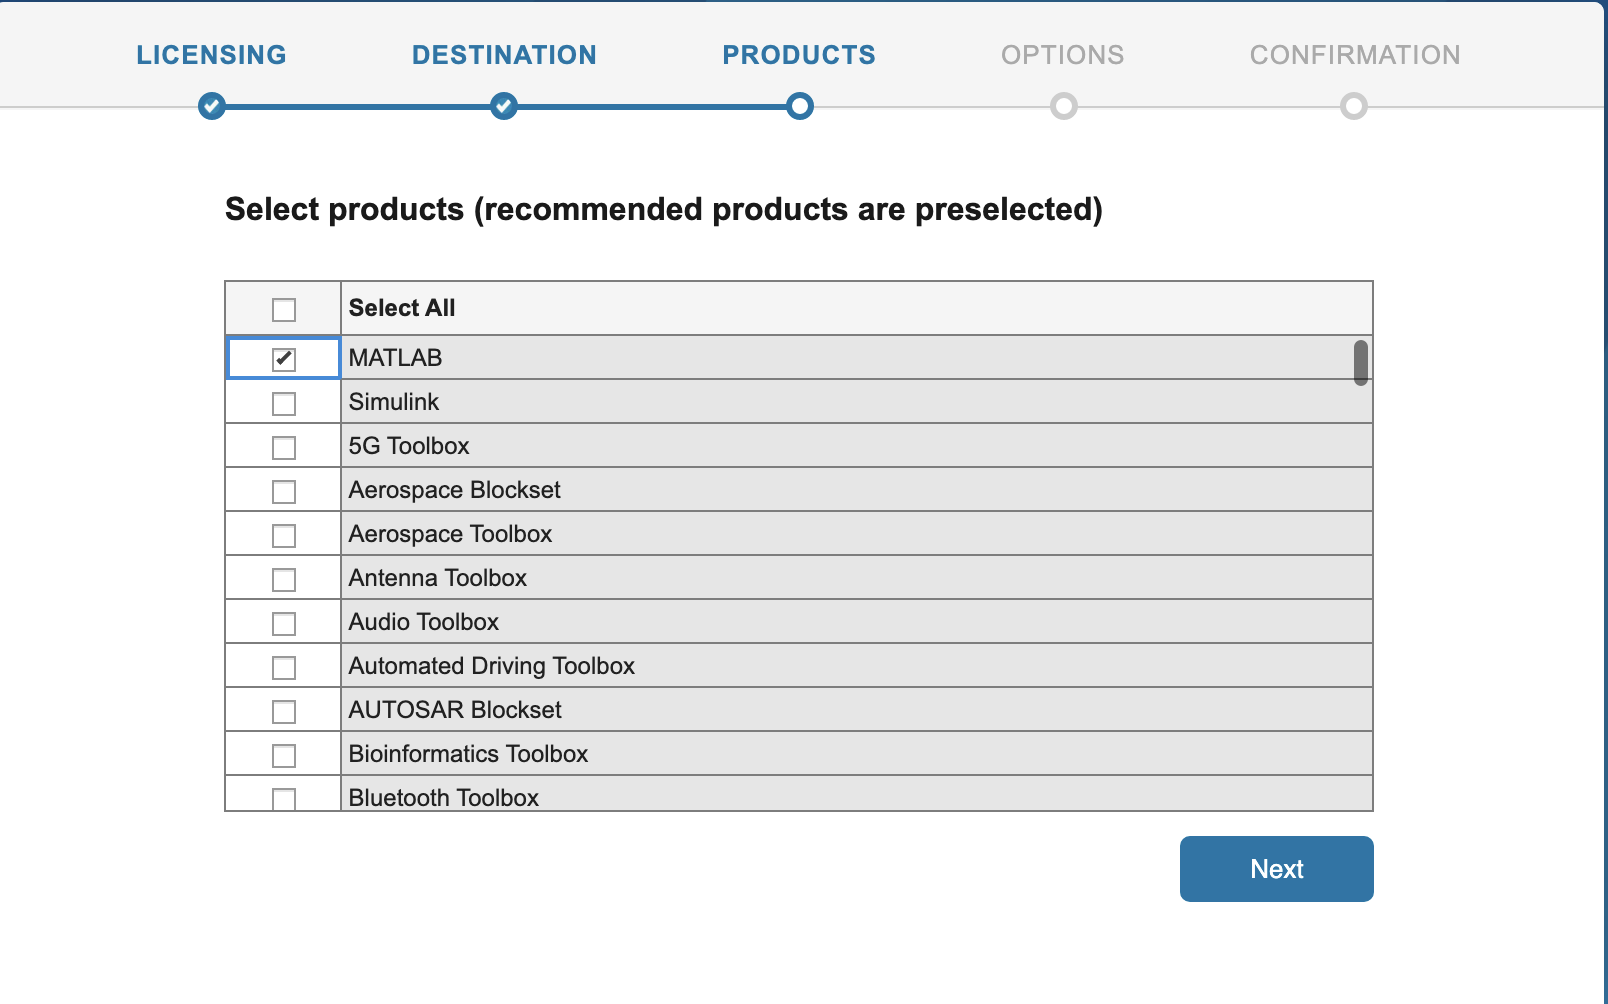 LICENSING DESTINATION PRODUCTS OPTIONS CONFIRMATION
Select products (recommended products are preselected)
Select All
MATLAB
Simulink
5G Toolbox
Aerospace Blockset
Aerospace Toolbox
Antenna Toolbox
Audio Toolbox
Automated Driving Toolbox
AUTOSAR Blockset
Bioinformatics Toolbox
Bluetooth Toolbox
Next